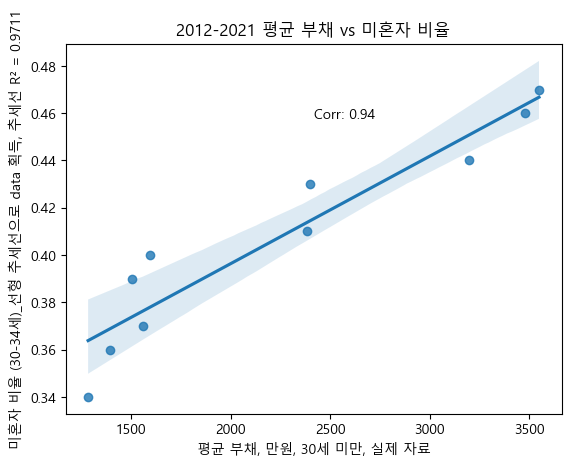 2012-2021 평균 부채 vs 미혼자 비율
미혼자 비율 (30-34세)_선형 추세선으로 data 획득, 추세선 R² = 0.9711
0.48
0.46
0.44
0.42
0.40
0.38
0.36
0.34
Corr: 0.94
1500 2000 2500 3000 3500
평균 부채, 만원, 30세 미만, 실제 자료